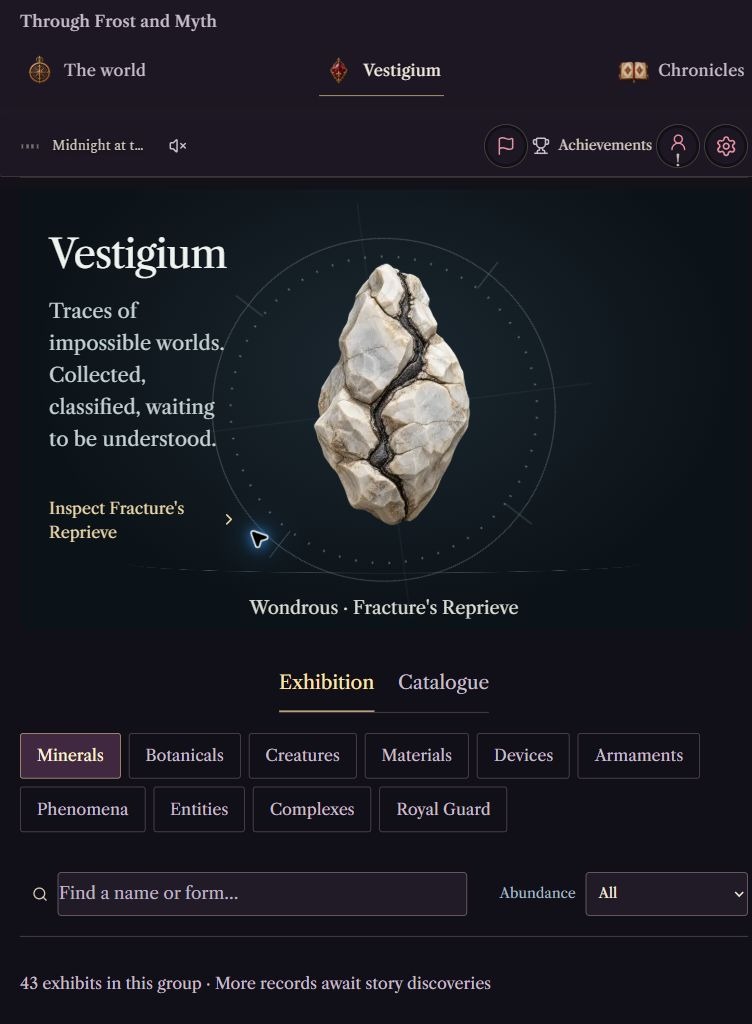 Through Frost and Myth
The world
Vestigium
Chronicles
Midnight at t...
Achievements
!
Vestigium
Traces of
impossible worlds.
Collected,
classified, waiting
to be understood.
Inspect Fracture's
Reprieve
Wondrous · Fracture's Reprieve
Exhibition
Catalogue
Minerals
Botanicals
Creatures
Materials
Devices
Armaments
Phenomena
Entities
Complexes
Royal Guard
Find a name or form...
Abundance
All
43 exhibits in this group · More records await story discoveries